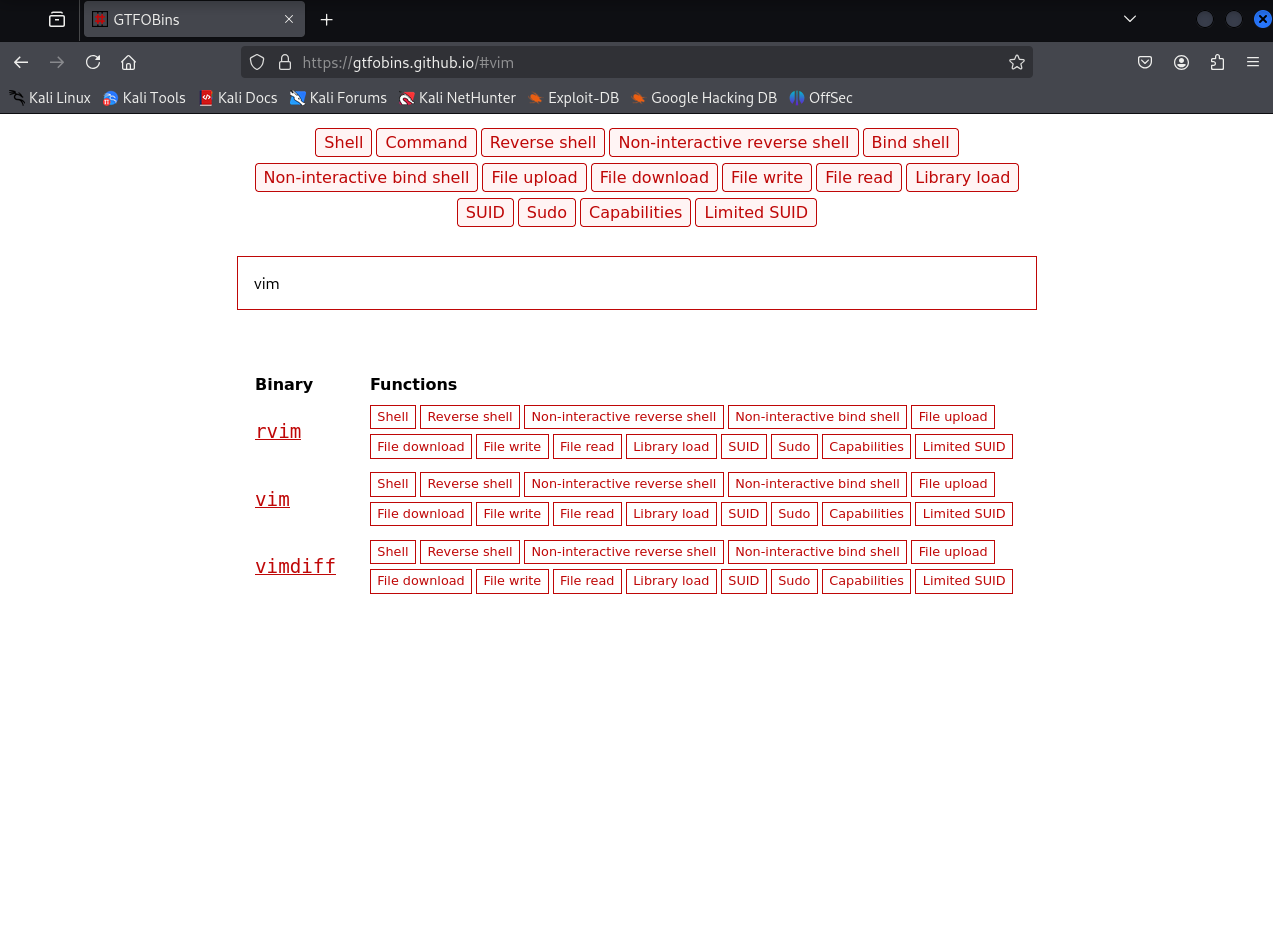 GTFOBins
https://gtfobins.github.io/#vim
Kali Linux Kali Tools Kali Docs Kali Forums Kali NetHunter Exploit-DB Google Hacking DB OffSec
Shell Command Reverse shell Non-interactive reverse shell Bind shell
Non-interactive bind shell File upload File download File write File read Library load
SUID Sudo Capabilities Limited SUID
vim
Binary Functions
rvim
Shell Reverse shell Non-interactive reverse shell Non-interactive bind shell File upload
File download File write File read Library load SUID Sudo Capabilities Limited SUID
vim
Shell Reverse shell Non-interactive reverse shell Non-interactive bind shell File upload
File download File write File read Library load SUID Sudo Capabilities Limited SUID
vimdiff
Shell Reverse shell Non-interactive reverse shell Non-interactive bind shell File upload
File download File write File read Library load SUID Sudo Capabilities Limited SUID